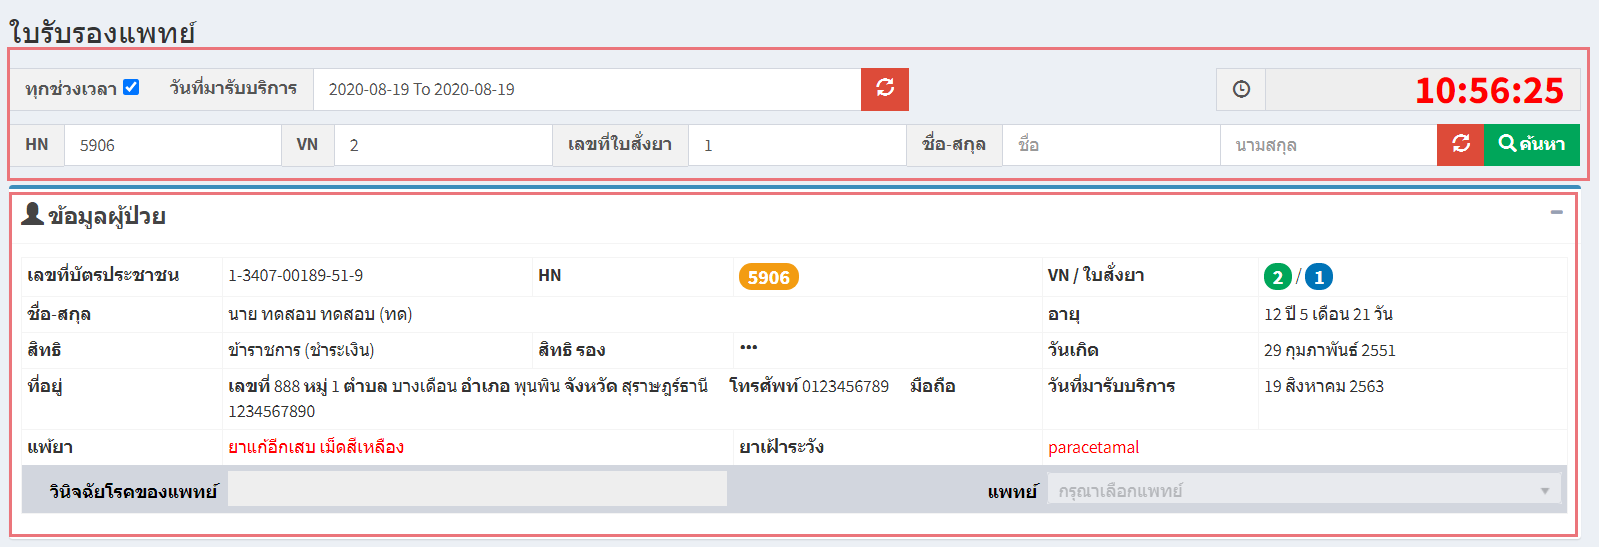 ใบรับรองแพทย์
ทุกช่วงเวลา วันที่มารับบริการ 2020-08-19 To 2020-08-19 10:56:25
HN 5906 VN 2 เลขที่ใบสั่งยา 1 ชื่อ-สกุล ชื่อ นามสกุล ค้นหา
ข้อมูลผู้ป่วย
เลขที่บัตรประชาชน 1-3407-00189-51-9 HN 5906 VN / ใบสั่งยา 2 / 1
ชื่อ-สกุล นาย ทดสอบ ทดสอบ (ทด) อายุ 12 ปี 5 เดือน 21 วัน
สิทธิ ข้าราชการ (ชำระเงิน) สิทธิ รอง ••• วันเกิด 29 กุมภาพันธ์ 2551
ที่อยู่ เลขที่ 888 หมู่ 1 ตำบล บางเดือน อำเภอ พุนพิน จังหวัด สุราษฎร์ธานี โทรศัพท์ 0123456789 มือถือ วันที่มารับบริการ 19 สิงหาคม 2563
1234567890
แพ้ยา ยาแก้อีกเสบ เม็ดสีเหลือง ยาเฝ้าระวัง paracetamal
วินิจฉัยโรคของแพทย์ แพทย์ กรุณาเลือกแพทย์